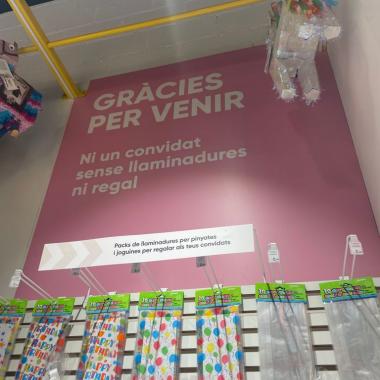 GRÀCIES
PER VENIR
Ni un convidat
sense llaminadures
ni regal
Packs de llaminadures per pinyates
i joguines per regalar als teus convidats